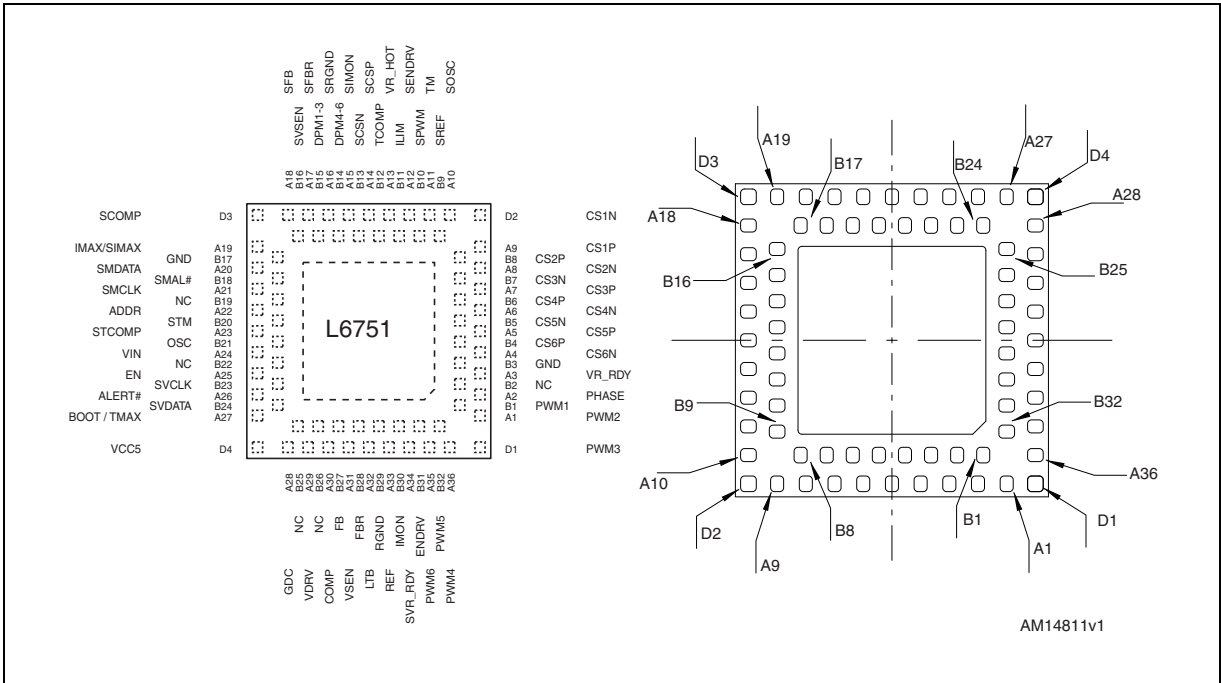 SFB
SFBR
SRGND
SIMON
SCSP
VR_HOT
SENDRV
TM
SOSC
SVSEN
DPM1-3
DPM4-6
SCSN
TCOMP
ILIM
SPWM
SREF
A18
B16
A17
B15
A16
B14
A15
B13
A14
B12
A13
B11
A12
B10
A11
B9
A10
SCOMP D3
IMAX/SIMAX A19
GND B17
SMDATA A20
SMAL# B18
SMCLK A21
NC B19
ADDR A22
STM B20
STCOMP A23
OSC B21
VIN A24
NC B22
EN A25
SVCLK B23
ALERT# A26
SVDATA B24
BOOT / TMAX A27
VCC5 D4
L6751
D2 CS1N
A9 CS1P
B8 CS2P
A8 CS2N
B7 CS3N
A7 CS3P
B6 CS4P
A6 CS4N
B5 CS5N
A5 CS5P
B4 CS6P
A4 CS6N
B3 GND
A3 VR_RDY
B2 NC
A2 PHASE
B1 PWM1
A1 PWM2
D1 PWM3
A28
B25
A29
B26
A30
B27
A31
B28
A32
B29
A33
B30
A34
B31
A35
B32
A36
NC
NC
FB
FBR
RGND
IMON
ENDRV
PWM5
GDC
VDRV
COMP
VSEN
LTB
REF
SVR_RDY
PWM6
PWM4
A19
A27
D3
B17
B24
D4
A18
A28
B16
B25
B9
B32
A10
A36
D2
B8
B1
D1
A9
A1
AM14811v1